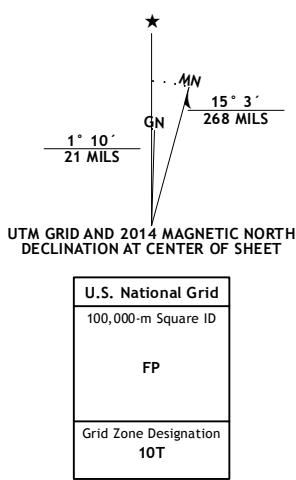 ★
MN
GN
15° 3´
268 MILS
1° 10´
21 MILS
UTM GRID AND 2014 MAGNETIC NORTH
DECLINATION AT CENTER OF SHEET
U.S. National Grid
100,000-m Square ID
FP
Grid Zone Designation
10T